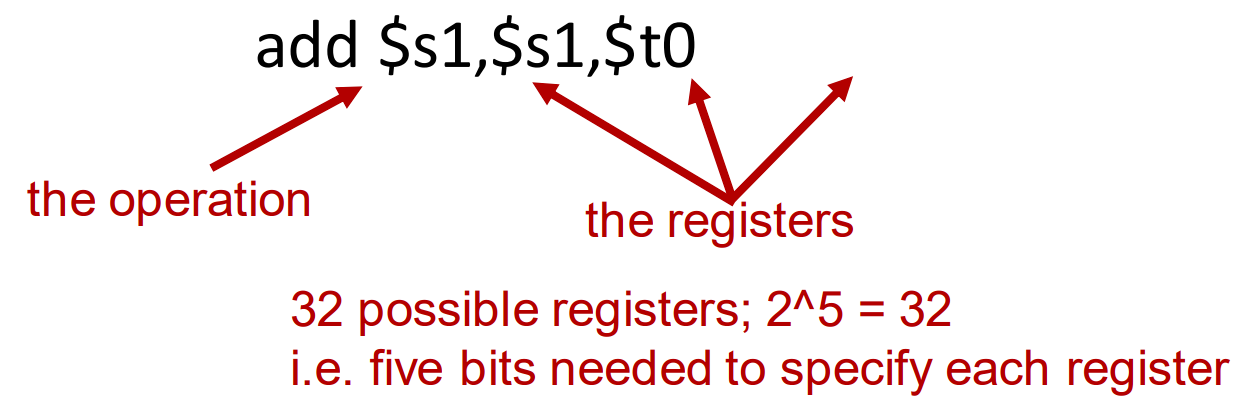 add $s1,$s1,$t0
the operation
the registers
32 possible registers; 2^5 = 32
i.e. five bits needed to specify each register